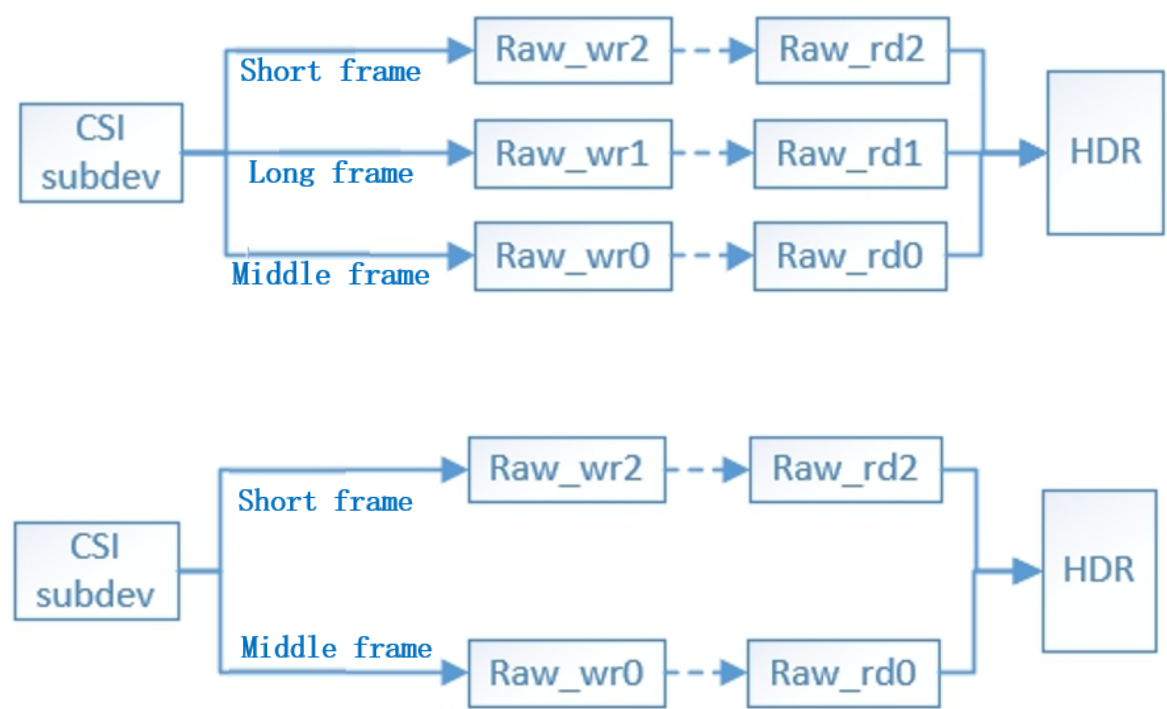 Raw_wr2
Raw_rd2
Short frame
CSI
subdev
Raw_wr1
Raw_rd1
HDR
Long frame
Raw_wr0
Raw_rd0
Middle frame
Raw_wr2
Raw_rd2
Short frame
CSI
subdev
HDR
Middle frame
Raw_wr0
Raw_rd0